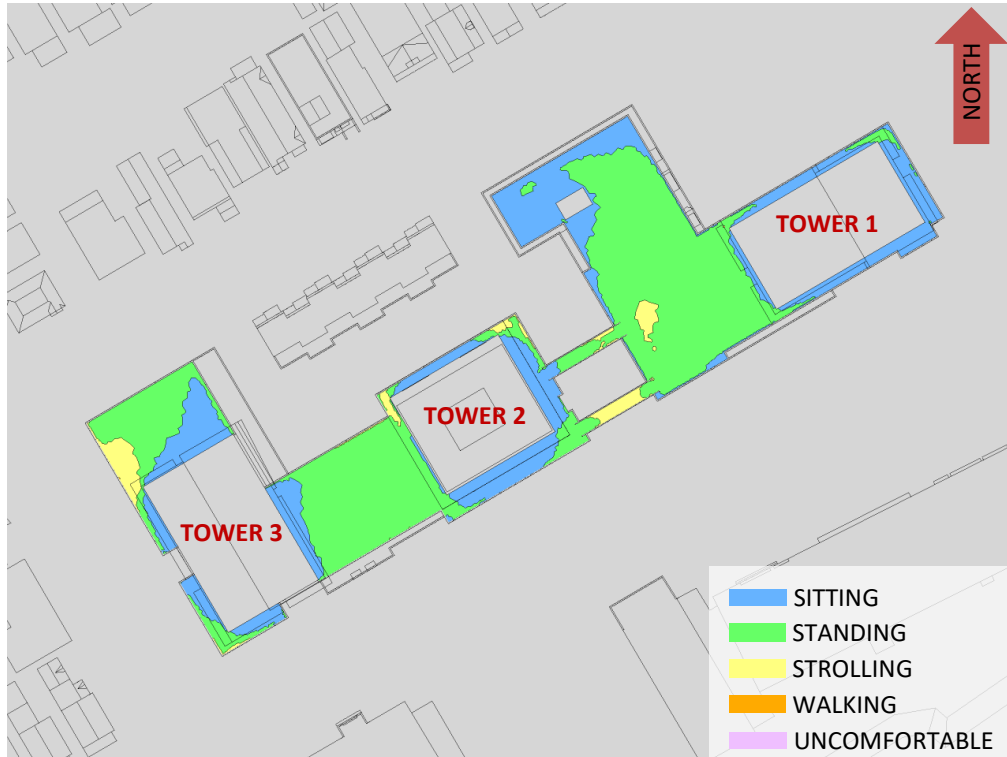 NORTH
TOWER 1
TOWER 2
TOWER 3
SITTING
STANDING
STROLLING
WALKING
UNCOMFORTABLE